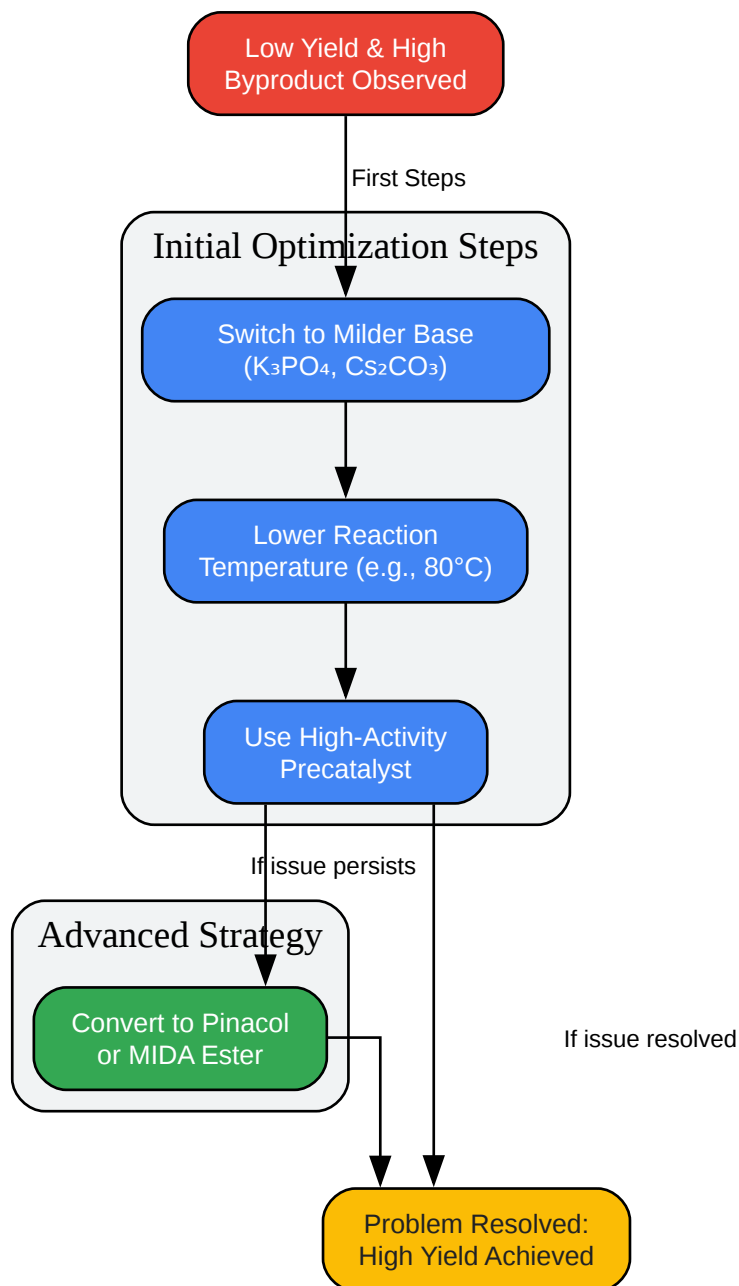 Low Yield & High
Byproduct Observed
First Steps
Initial Optimization Steps
Switch to Milder Base
(K₃PO₄, Cs₂CO₃)
Lower Reaction
Temperature (e.g., 80°C)
Use High-Activity
Precatalyst
If issue persists
Advanced Strategy
Convert to Pinacol
or MIDA Ester
If issue resolved
Problem Resolved:
High Yield Achieved